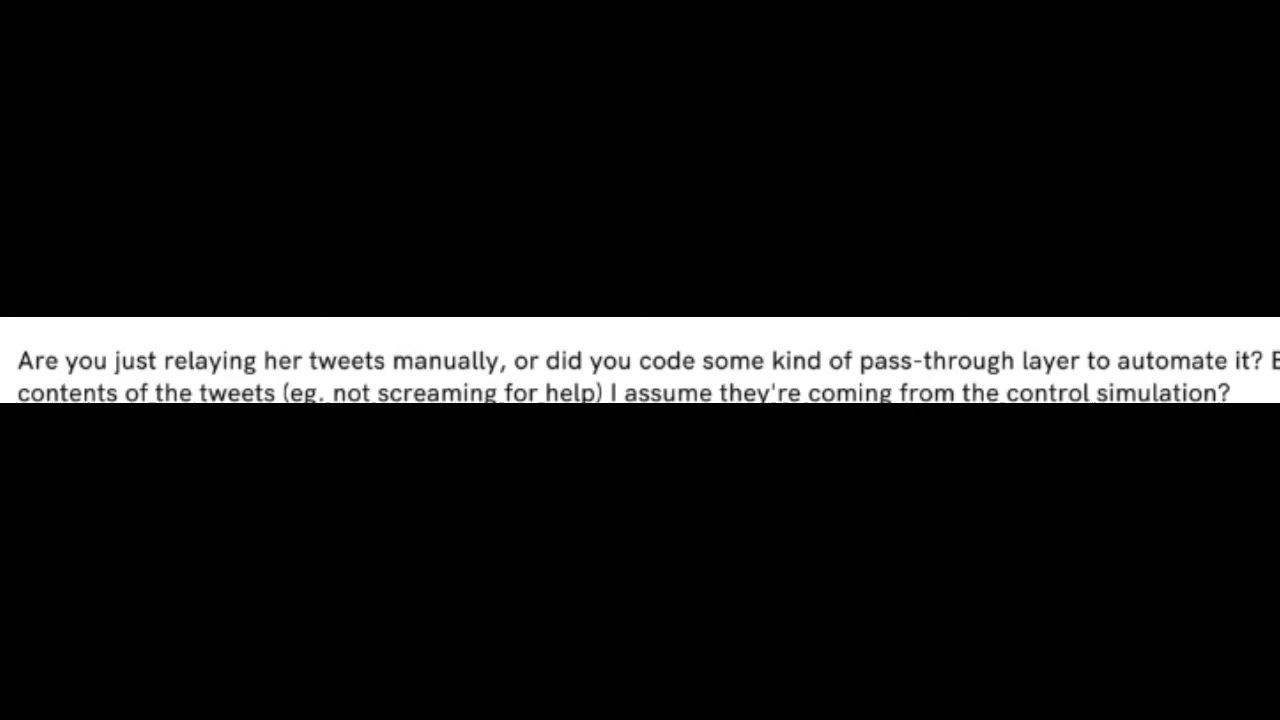 Are you just relaying her tweets manually, or did you code some kind of pass-through layer to automate it?
contents of the tweets (eg. not screaming for help) I assume they're coming from the control simulation?